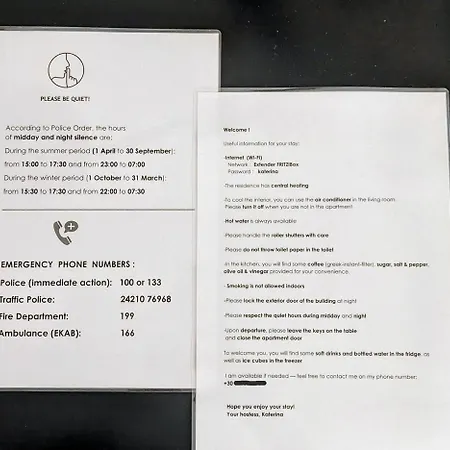 PLEASE BE QUIET!
According to Police Order, the hours
of midday and night silence are:
During the summer period (1 April to 30 September):
from 15:00 to 17:30 and from 23:00 to 07:00
During the winter period (1 October to 31 March):
from 15:30 to 17:30 and from 22:00 to 07:30
EMERGENCY PHONE NUMBERS :
Police (immediate action): 100 or 133
Traffic Police: 24210 76968
Fire Department: 199
Ambulance (EKAB): 166
Welcome !
Useful information for your stay:
-Internet (Wi-Fi)
Network : Extender FRITZ!Box
Password : katerina
-The residence has central heating
-To cool the interior, you can use the air conditioner in the living room.
Please turn it off when you are not in the apartment
-Hot water is always available
-Please handle the roller shutters with care
-Please do not throw toilet paper in the toilet
-In the kitchen, you will find some coffee (greek-instant-filter), sugar, salt & pepper,
olive oil & vinegar provided for your convenience.
- Smoking is not allowed indoors
-Please lock the exterior door of the building at night
-Please respect the quiet hours during midday and night
-Upon departure, please leave the keys on the table
and close the apartment door
To welcome you, you will find some soft drinks and bottled water in the fridge, as
well as ice cubes in the freezer
I am available if needed — feel free to contact me on my phone number:
+30
Hope you enjoy your stay!
Your hostess, Katerina